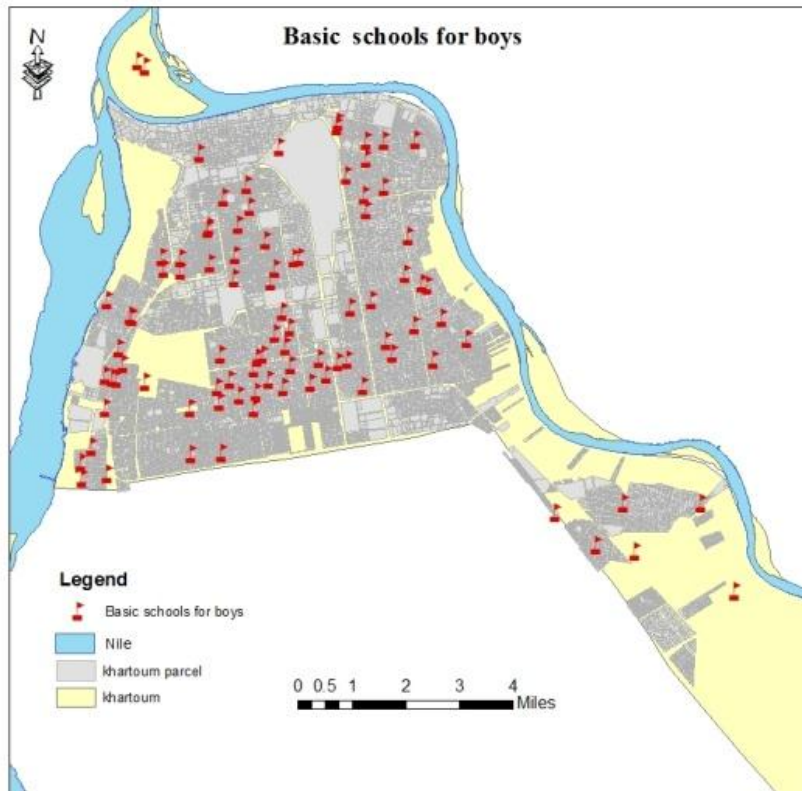 Basic schools for boys
N
Legend
Basic schools for boys
Nile
khartoum parcel
khartoum
0 0.5 1 2 3 4
Miles